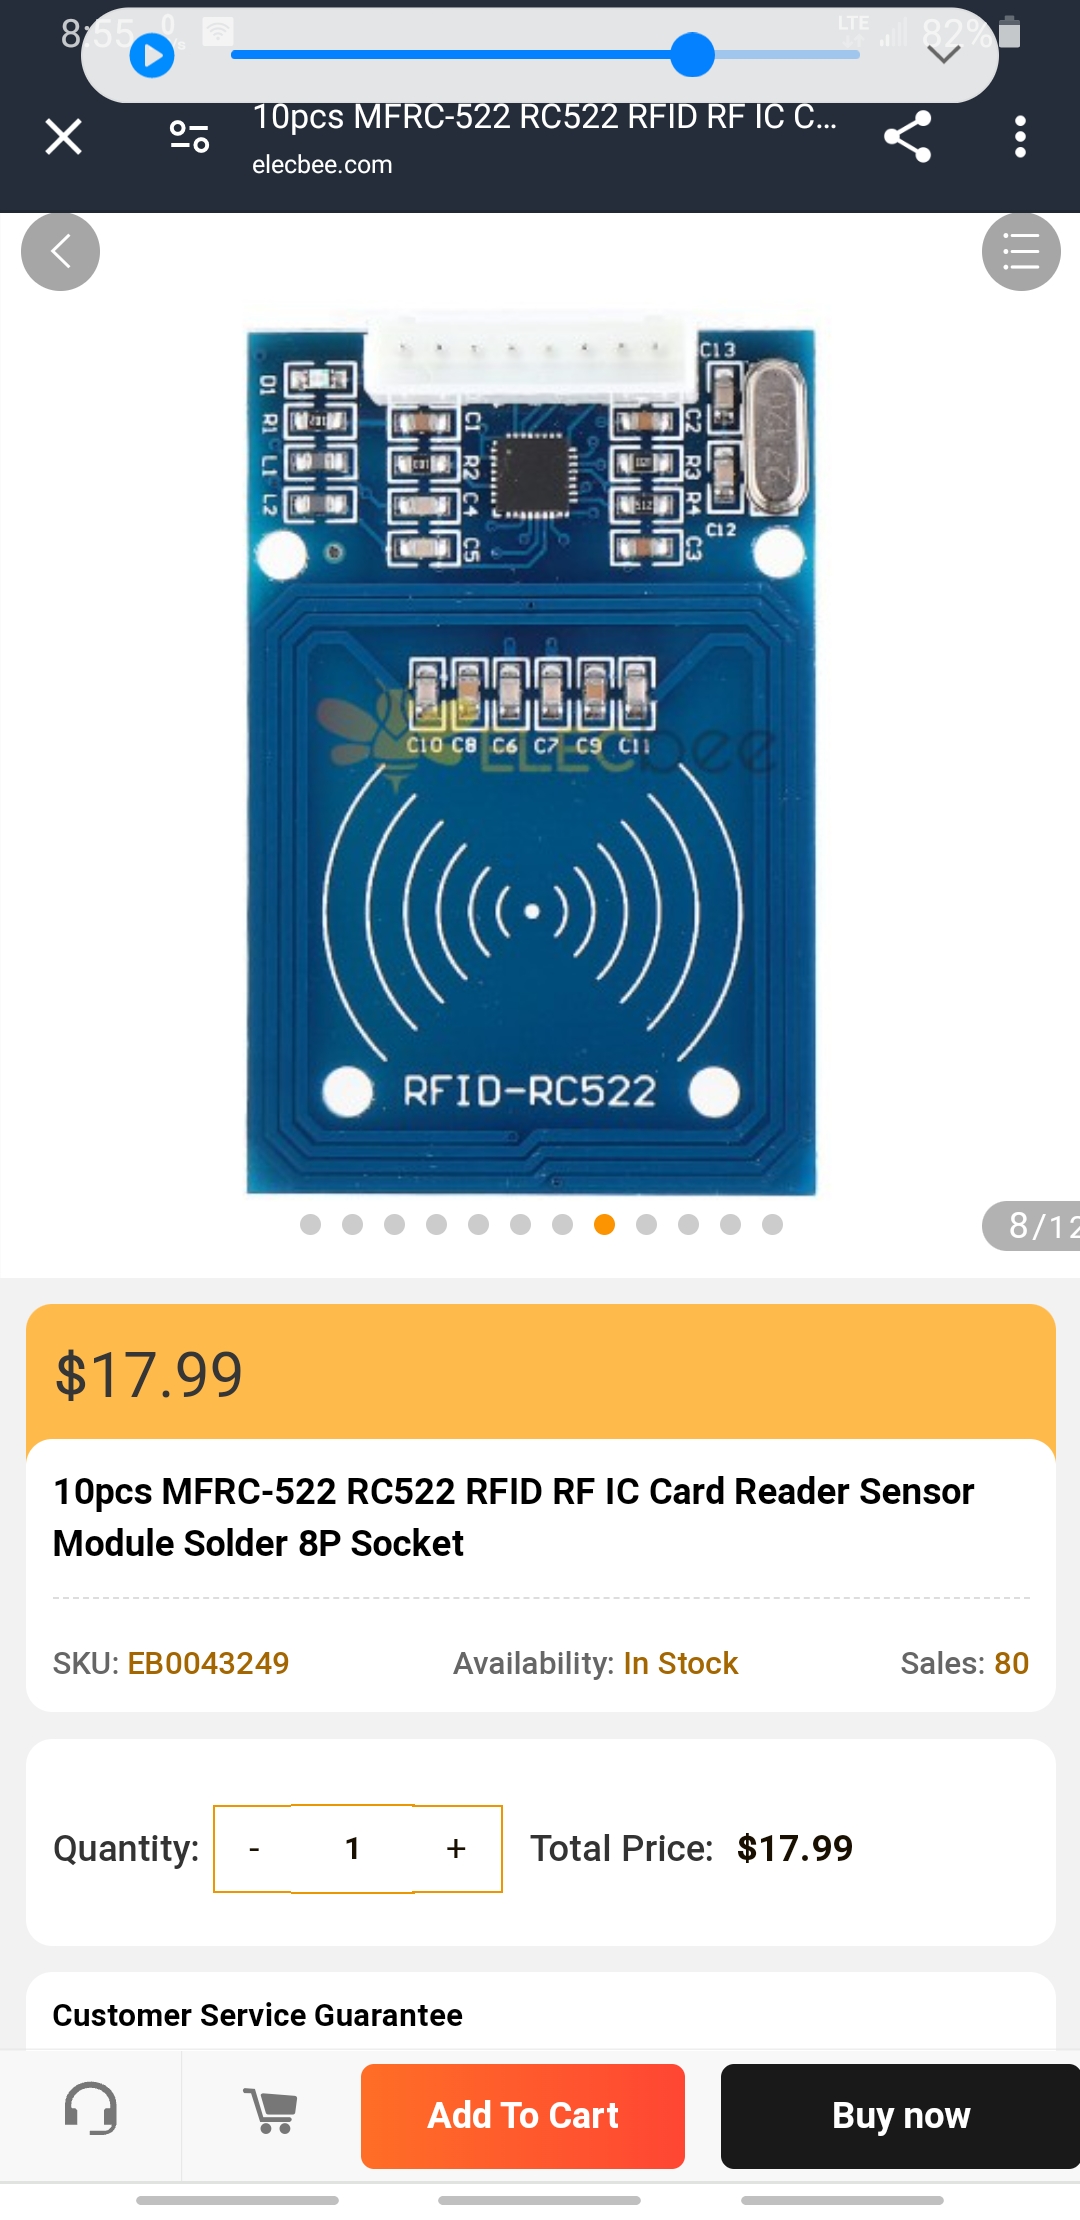 8:55
0
LTE
82%
10pcs MFRC-522 RC522 RFID RF IC C...
elecbee.com
C13
D1
R1
L1
L2
C1
R2
C4
C5
C2
R3
R4
C3
C12
C10 C8 C6 C7 C9 C11
ELECbee
RFID-RC522
8/12
$17.99
10pcs MFRC-522 RC522 RFID RF IC Card Reader Sensor
Module Solder 8P Socket
SKU: EB0043249 Availability: In Stock Sales: 80
Quantity: - 1 + Total Price: $17.99
Customer Service Guarantee
Add To Cart
Buy now